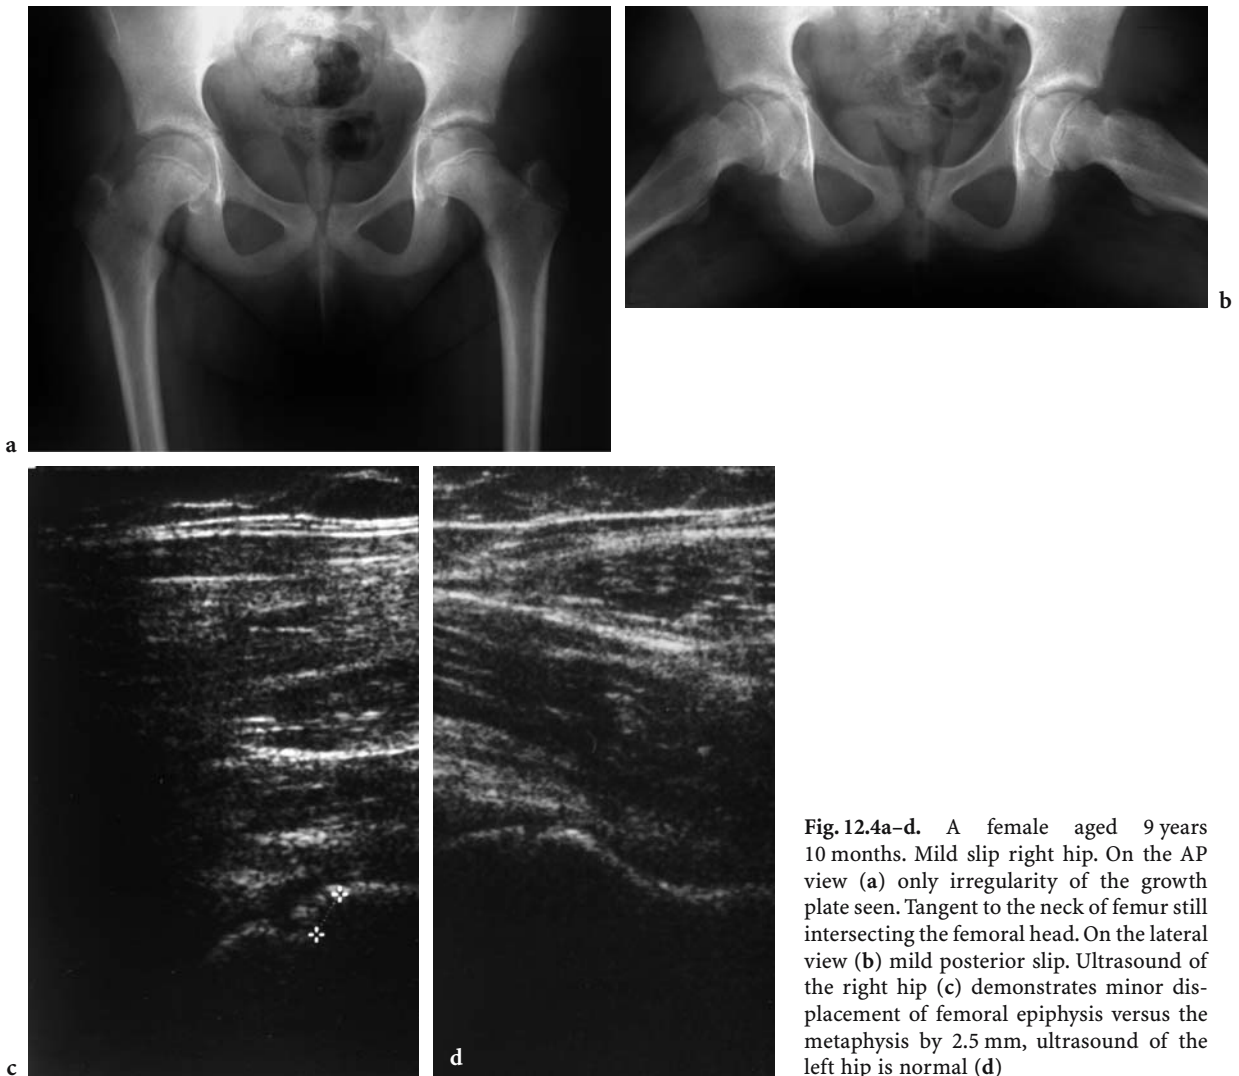 b
a
c
d
Fig. 12.4a–d. A female aged 9 years
10 months. Mild slip right hip. On the AP
view (a) only irregularity of the growth
plate seen. Tangent to the neck of femur still
intersecting the femoral head. On the lateral
view (b) mild posterior slip. Ultrasound of
the right hip (c) demonstrates minor dis-
placement of femoral epiphysis versus the
metaphysis by 2.5 mm, ultrasound of the
left hip is normal (d)